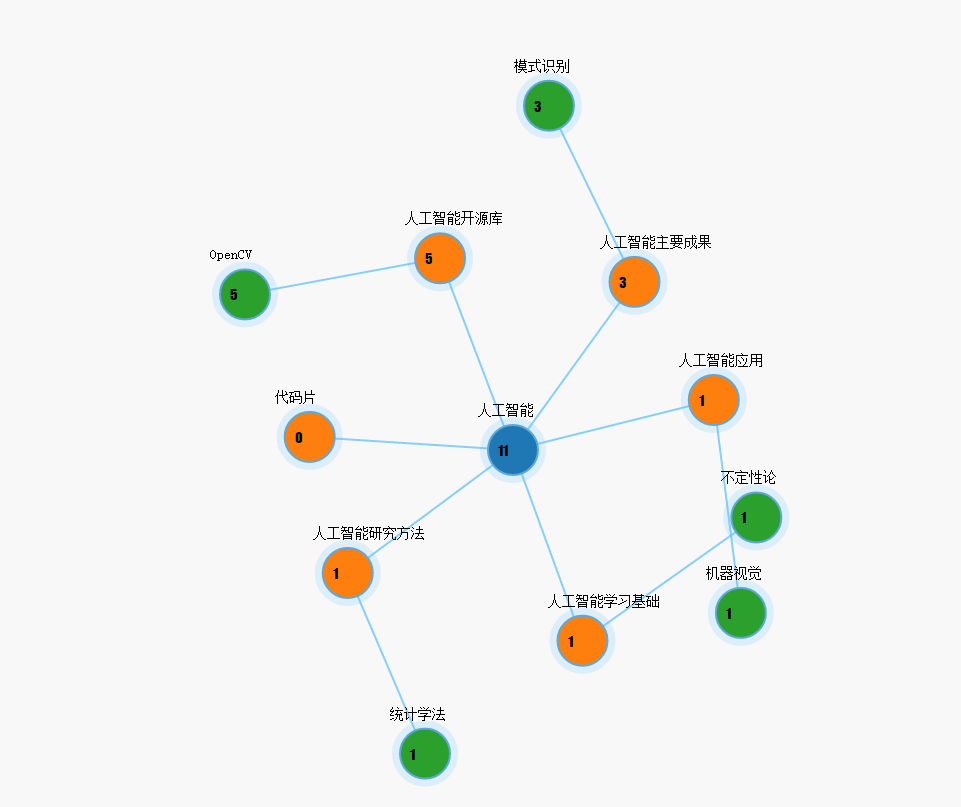 模式识别
3
人工智能开源库
5
人工智能主要成果
3
OpenCV
5
人工智能应用
1
代码片
0
人工智能
11
不定性论
1
人工智能研究方法
1
机器视觉
1
人工智能学习基础
1
统计学法
1